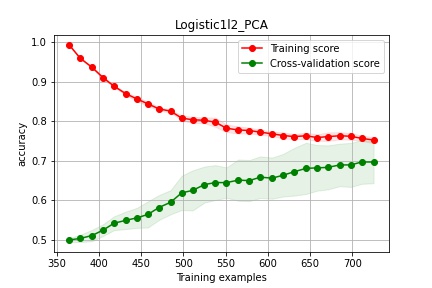 Logistic1l2_PCA
1.0
0.9
0.8
0.7
0.6
0.5
accuracy
Training score
Cross-validation score
350 400 450 500 550 600 650 700
Training examples